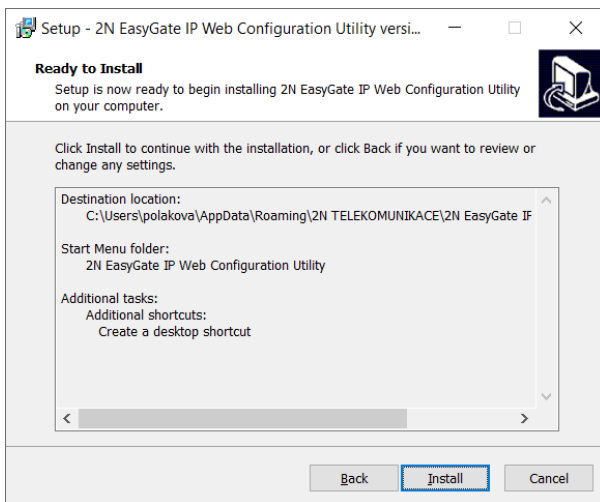 Setup - 2N EasyGate IP Web Configuration Utility versi...
Ready to Install
Setup is now ready to begin installing 2N EasyGate IP Web Configuration Utility
on your computer.
Click Install to continue with the installation, or click Back if you want to review or
change any settings.
Destination location:
C:\Users\polakova\AppData\Roaming\2N TELEKOMUNIKACE\2N EasyGate IP
Start Menu folder:
2N EasyGate IP Web Configuration Utility
Additional tasks:
Additional shortcuts:
Create a desktop shortcut
Back Install Cancel